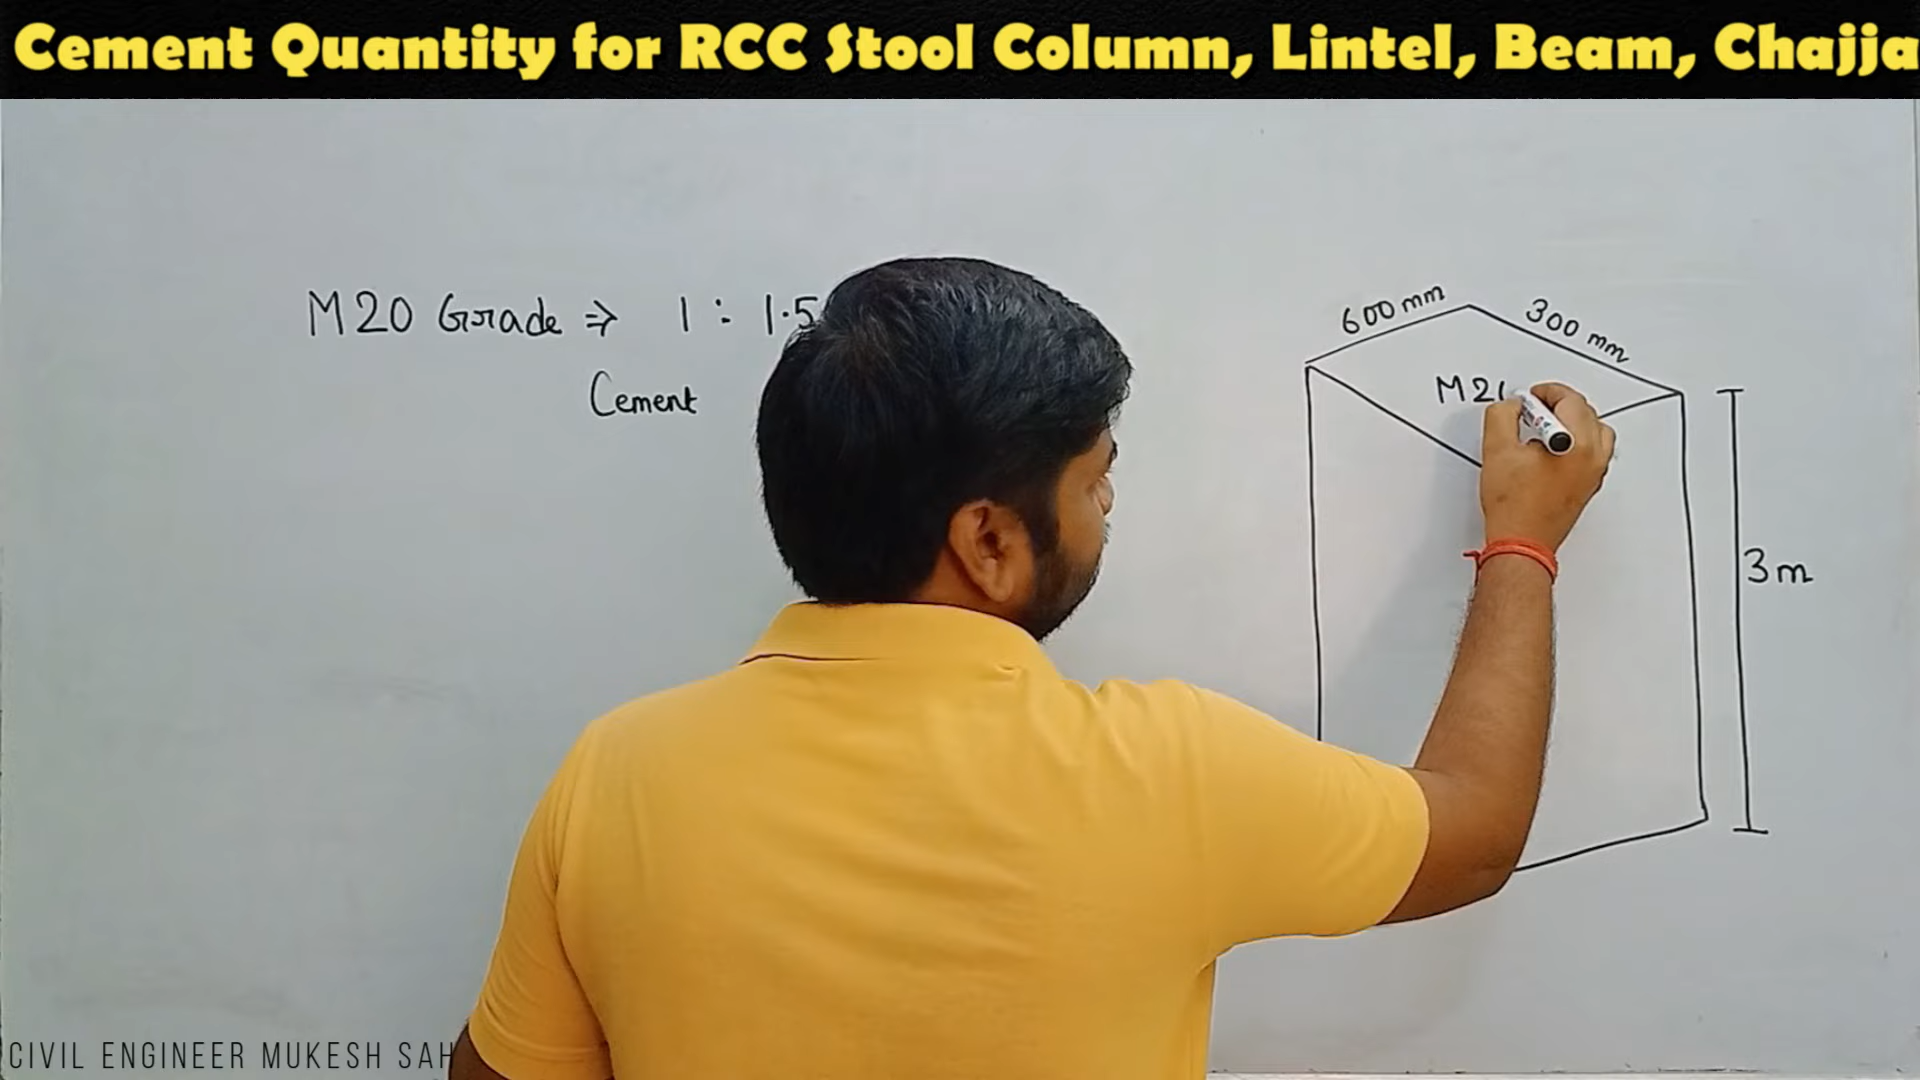 Cement Quantity for RCC Stool Column, Lintel, Beam, Chajja
M20 Grade ⇒ 1 : 1.5
Cement
600 mm
300 mm
3m
CIVIL ENGINEER MUKESH SAH